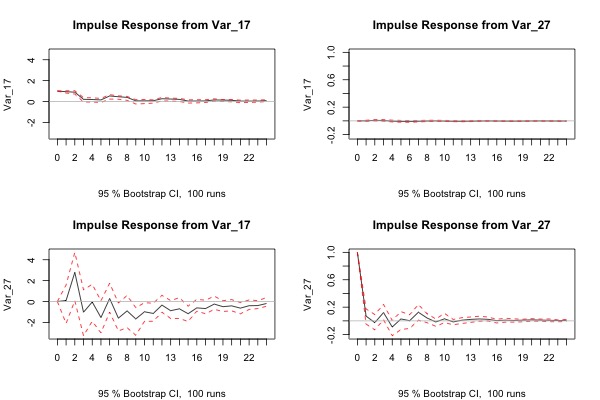 Impulse Response from Var_17
Var_17
4
2
0
-2
0 2 4 6 8 10 13 16 19 22
95 % Bootstrap CI, 100 runs
Impulse Response from Var_27
Var_17
1.0
0.6
0.2
-0.2
0 2 4 6 8 10 13 16 19 22
95 % Bootstrap CI, 100 runs
Impulse Response from Var_17
Var_27
4
2
0
-2
0 2 4 6 8 10 13 16 19 22
95 % Bootstrap CI, 100 runs
Impulse Response from Var_27
Var_27
1.0
0.6
0.2
-0.2
0 2 4 6 8 10 13 16 19 22
95 % Bootstrap CI, 100 runs